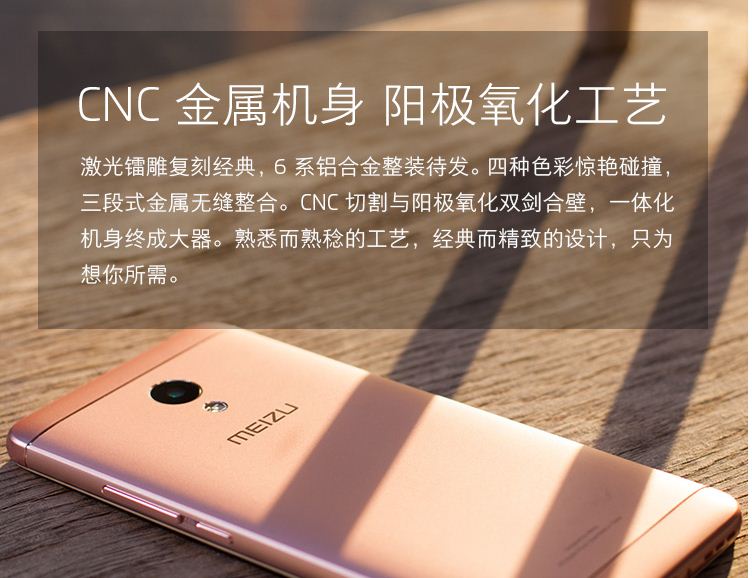 CNC 金属机身 阳极氧化工艺
激光镭雕复刻经典，6 系铝合金整装待发。四种色彩惊艳碰撞，
三段式金属无缝整合。CNC 切割与阳极氧化双剑合壁，一体化
机身终成大器。熟悉而熟稔的工艺，经典而精致的设计，只为
想你所需。
MEIZU